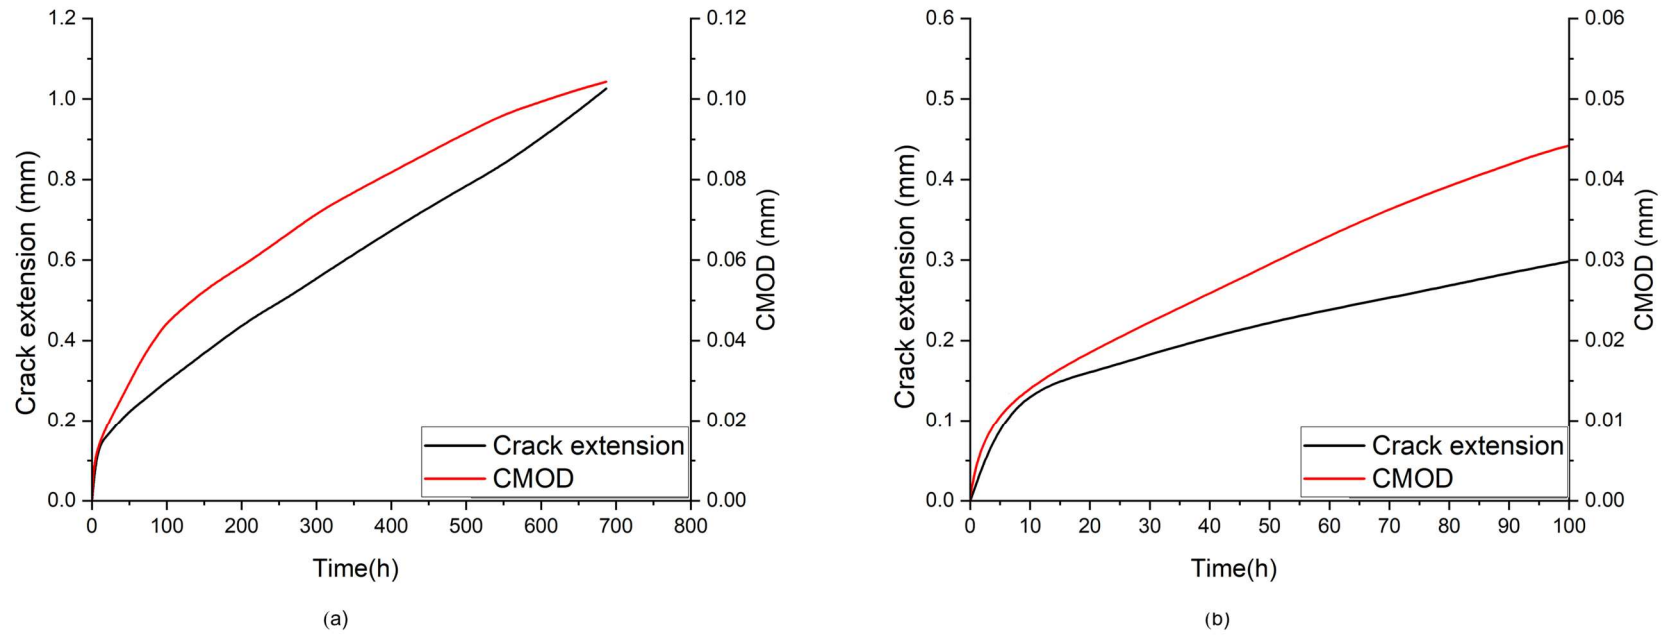 1.2
1.0
0.8
0.6
0.4
0.2
0.0
Crack extension (mm)
0.12
0.10
0.08
0.06
0.04
0.02
0.00
CMOD (mm)
Crack extension
CMOD
0 100 200 300 400 500 600 700 800
Time(h)
(a)
0.6
0.5
0.4
0.3
0.2
0.1
0.0
Crack extension (mm)
0.06
0.05
0.04
0.03
0.02
0.01
0.00
CMOD (mm)
Crack extension
CMOD
0 10 20 30 40 50 60 70 80 90 100
Time(h)
(b)